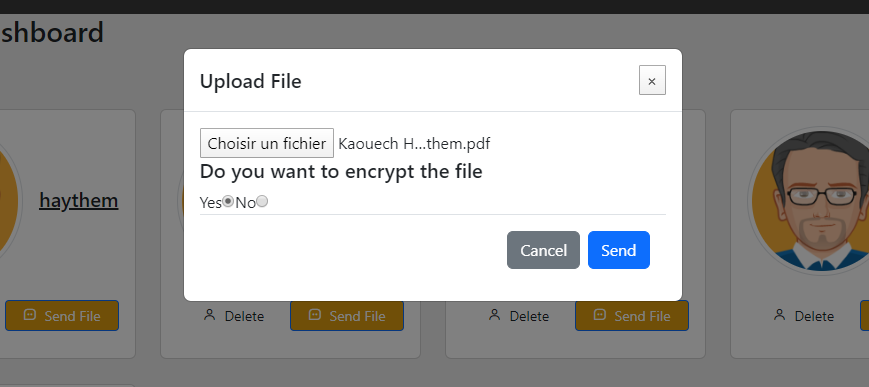 shboard
Upload File
×
Choisir un fichier Kaouech H...them.pdf
Do you want to encrypt the file
Yes No
Cancel Send
haythem
Send File Delete Send File Delete Send File Delete